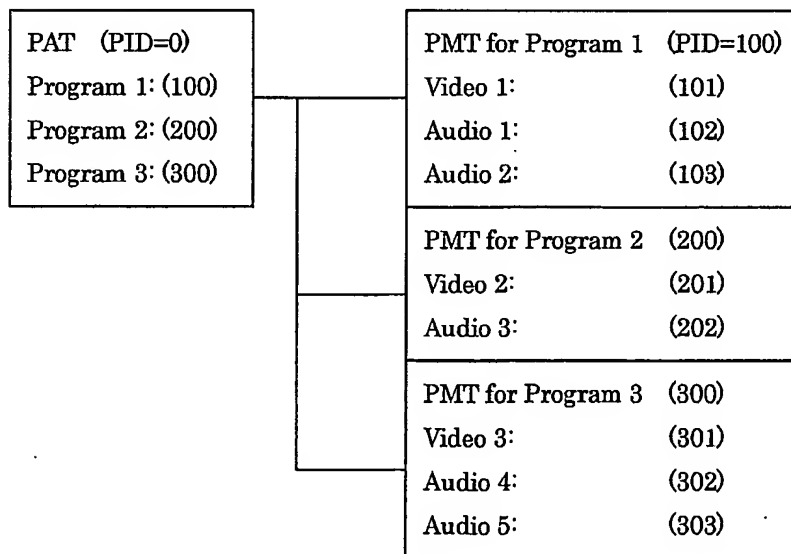 PAT (PID=0)
Program 1: (100)
Program 2: (200)
Program 3: (300)
PMT for Program 1 (PID=100)
Video 1: (101)
Audio 1: (102)
Audio 2: (103)
PMT for Program 2 (200)
Video 2: (201)
Audio 3: (202)
PMT for Program 3 (300)
Video 3: (301)
Audio 4: (302)
Audio 5: (303)